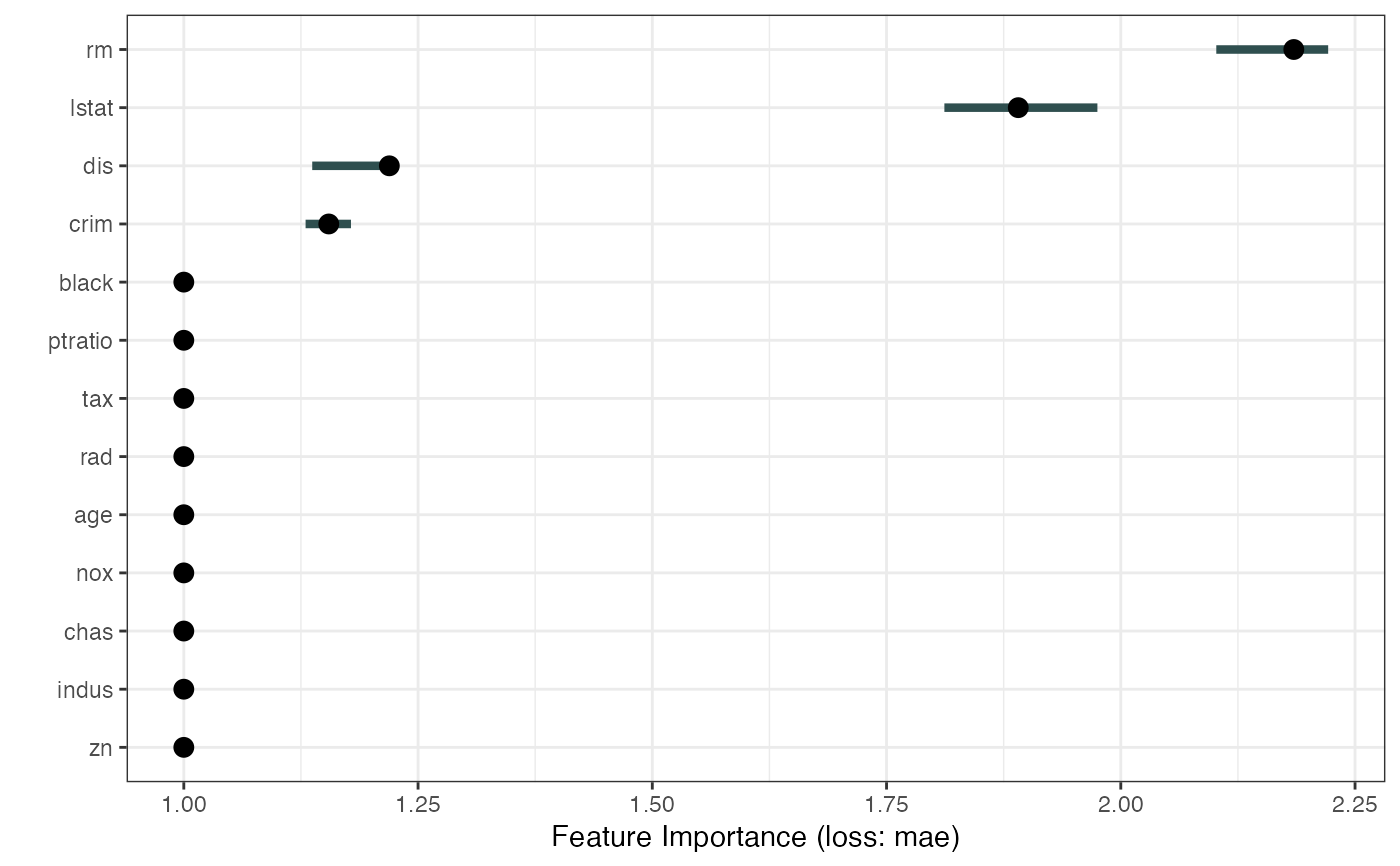 rm
lstat
dis
crim
black
ptratio
tax
rad
age
nox
chas
indus
zn
1.00 1.25 1.50 1.75 2.00 2.25
Feature Importance (loss: mae)